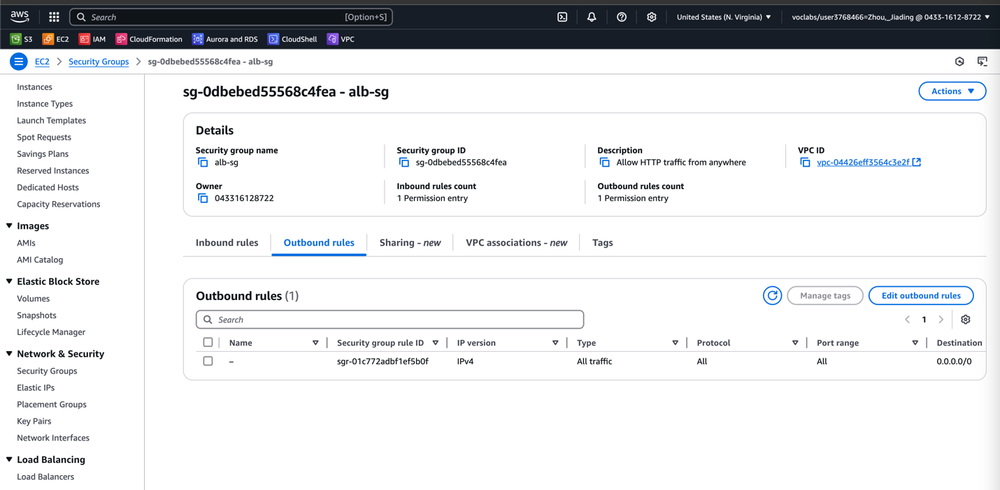 aws
Search [Option+S]
United States (N. Virginia)
voclabs/user3768466=Zhou,_Jiading @ 0433-1612-8722
S3 EC2 IAM CloudFormation Aurora and RDS CloudShell VPC
EC2 > Security Groups > sg-0dbebed55568c4fea - alb-sg
Instances
Instance Types
Launch Templates
Spot Requests
Savings Plans
Reserved Instances
Dedicated Hosts
Capacity Reservations
Images
AMIs
AMI Catalog
Elastic Block Store
Volumes
Snapshots
Lifecycle Manager
Network & Security
Security Groups
Elastic IPs
Placement Groups
Key Pairs
Network Interfaces
Load Balancing
Load Balancers
sg-0dbebed55568c4fea - alb-sg
Actions
Details
Security group name
alb-sg
Security group ID
sg-0dbebed55568c4fea
Description
Allow HTTP traffic from anywhere
VPC ID
vpc-04426eff3564c3e2f
Owner
043316128722
Inbound rules count
1 Permission entry
Outbound rules count
1 Permission entry
Inbound rules Outbound rules Sharing - new VPC associations - new Tags
Outbound rules (1)
Manage tags
Edit outbound rules
Search
1
Name Security group rule ID IP version Type Protocol Port range Destination
– sgr-01c772adbf1ef5b0f IPv4 All traffic All All 0.0.0.0/0